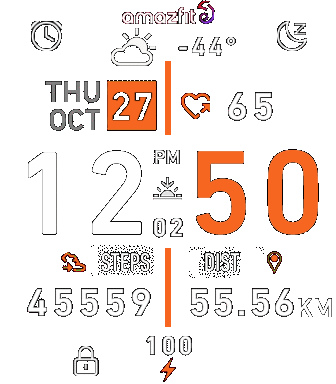 amazfit
-44°
THU 27
OCT
65
12 PM 50
02
STEPS DIST
45559 55.56KM
100